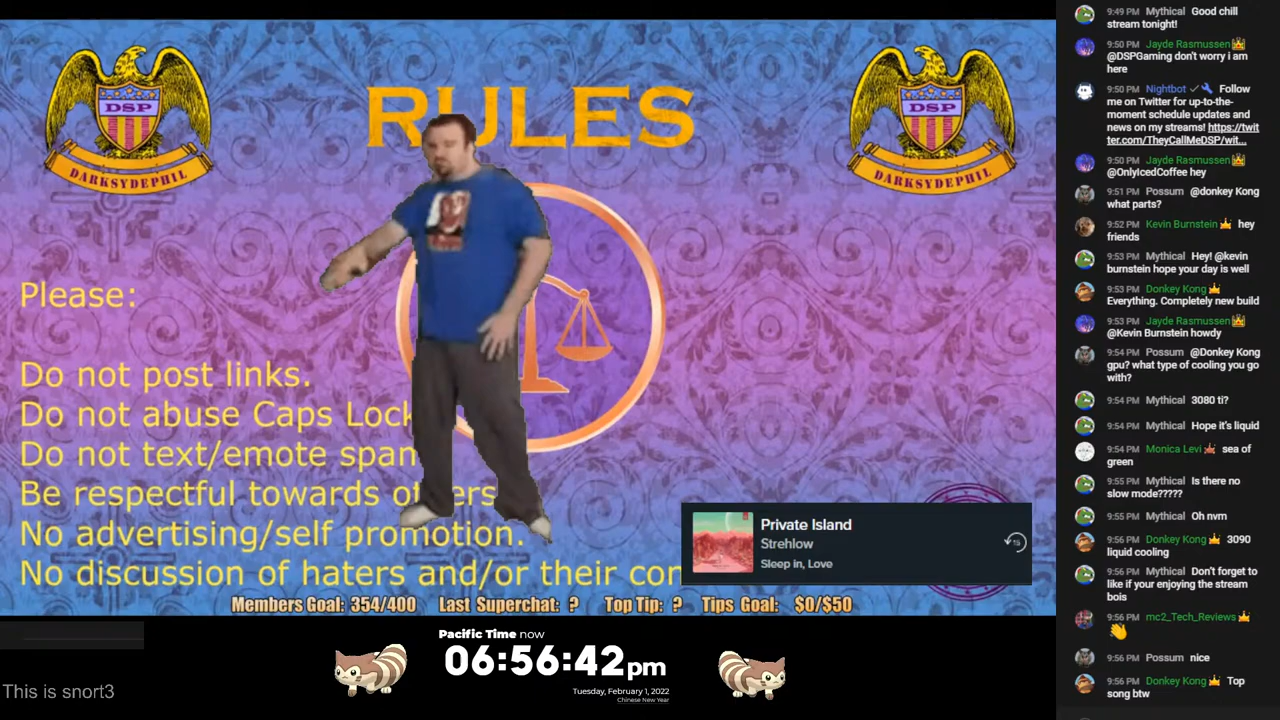 DSP
DARKSYDEPHIL
RULES
DSP
DARKSYDEPHIL
Please:
Do not post links.
Do not abuse Caps Lock
Do not text/emote spam
Be respectful towards others.
No advertising/self promotion.
No discussion of haters and/or their con
Private Island
Strehlow
Sleep in, Love
15
Members Goal: 354/400 Last Superchat: ? Top Tip: ? Tips Goal: $0/$50
Pacific Time now
06:56:42pm
Tuesday, February 1, 2022
Chinese New Year
This is snort3
9:49 PM Mythical Good chill
stream tonight!
9:50 PM Jayde Rasmussen
@DSPGaming don't worry i am
here
9:50 PM Nightbot Follow
me on Twitter for up-to-the-
moment schedule updates and
news on my streams! https://twit
ter.com/TheyCallMeDSP/wit...
9:50 PM Jayde Rasmussen
@OnlyIcedCoffee hey
9:51 PM Possum @donkey Kong
what parts?
9:52 PM Kevin Burnstein hey
friends
9:53 PM Mythical Hey! @kevin
burnstein hope your day is well
9:53 PM Donkey Kong
Everything. Completely new build
9:53 PM Jayde Rasmussen
@Kevin Burnstein howdy
9:54 PM Possum @Donkey Kong
gpu? what type of cooling you go
with?
9:54 PM Mythical 3080 ti?
9:54 PM Mythical Hope it's liquid
9:54 PM Monica Levi sea of
green
9:55 PM Mythical Is there no
slow mode?????
9:55 PM Mythical Oh nvm
9:56 PM Donkey Kong 3090
liquid cooling
9:56 PM Mythical Don't forget to
like if your enjoying the stream
bois
9:56 PM mc2_Tech_Reviews
9:56 PM Possum nice
9:56 PM Donkey Kong Top
song btw